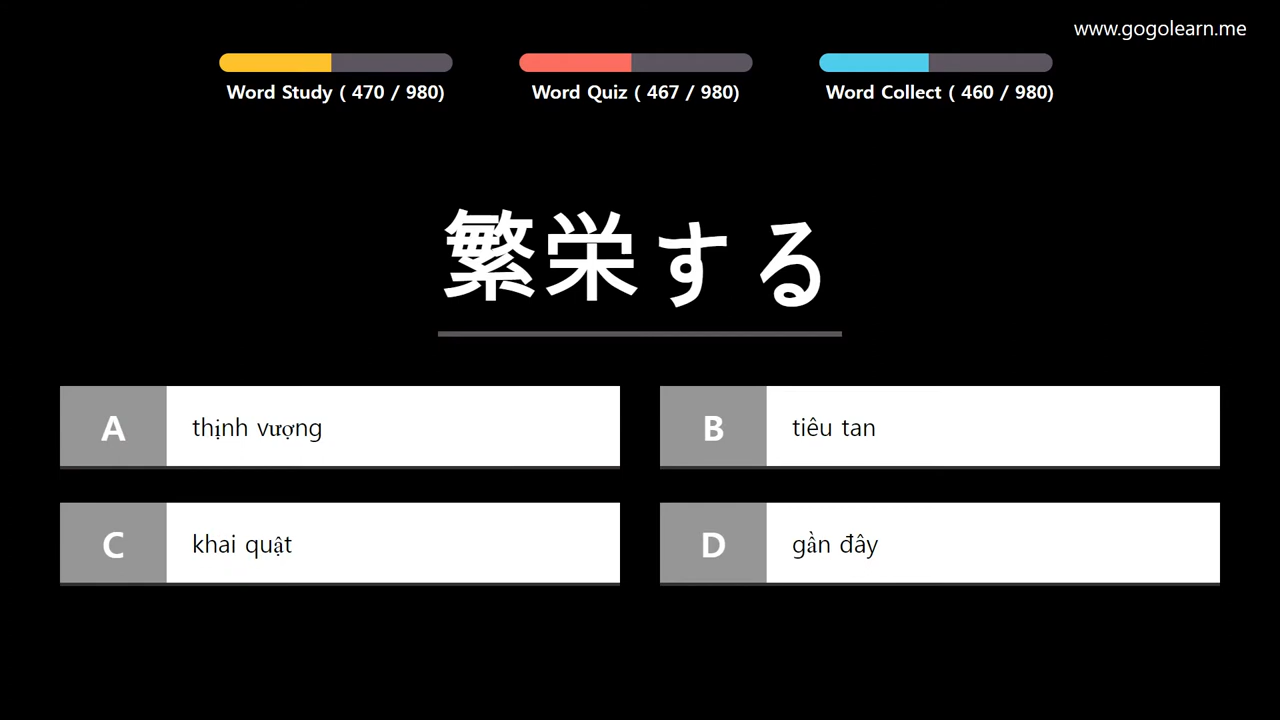 www.gogolearn.me
Word Study ( 470 / 980)
Word Quiz ( 467 / 980)
Word Collect ( 460 / 980)
繁栄する
A thịnh vượng
B tiêu tan
C khai quật
D gần đây